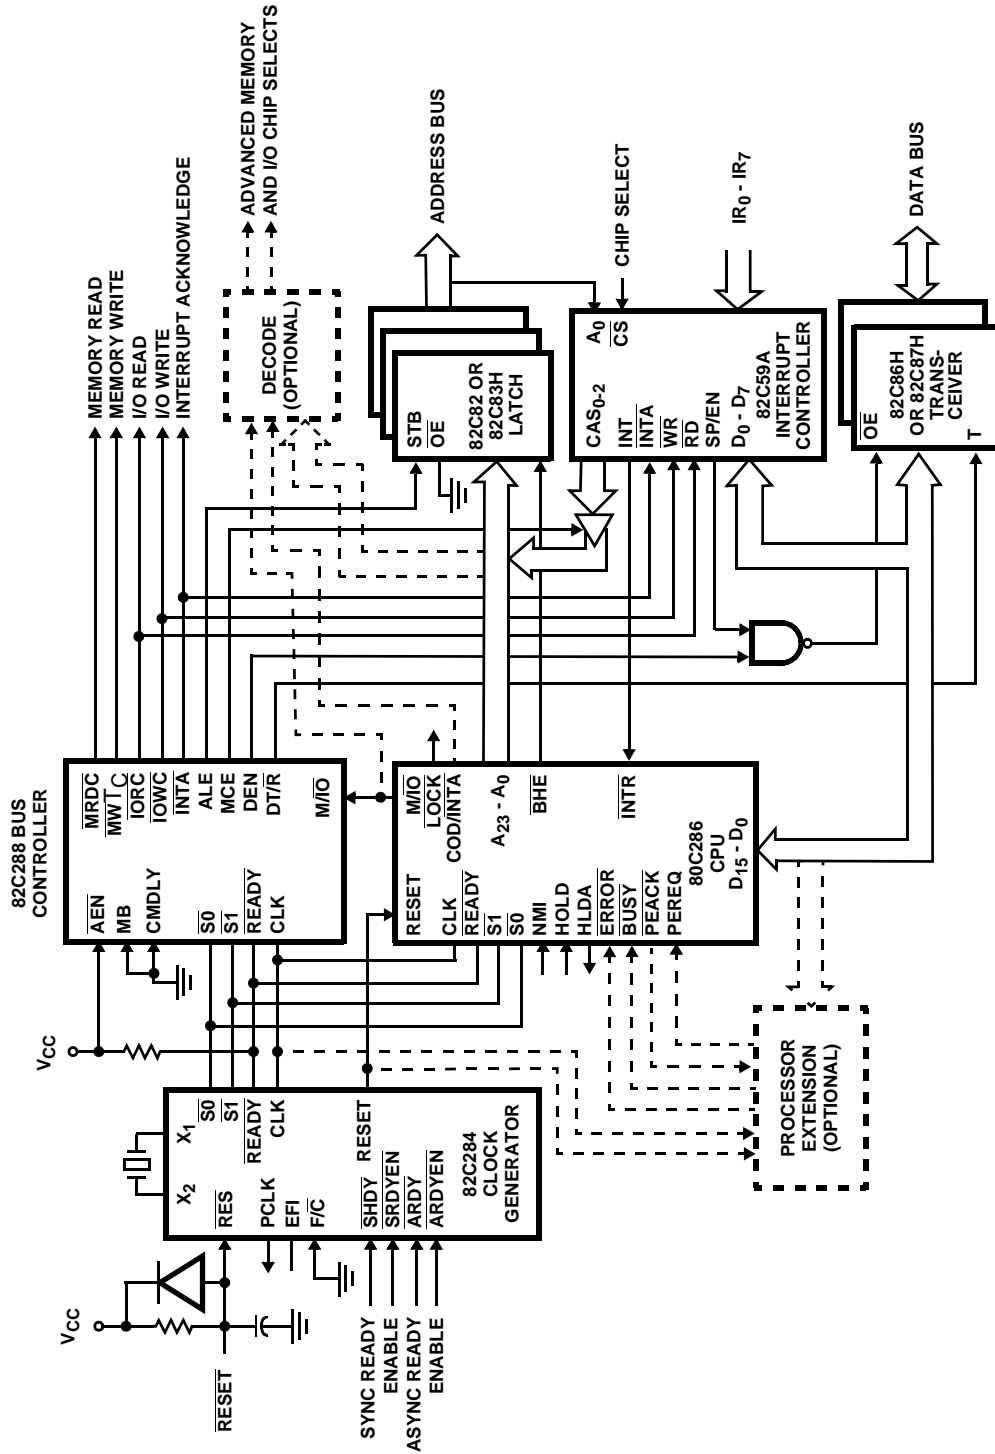 ADVANCED MEMORY
AND I/O CHIP SELECTS
MEMORY READ
MEMORY WRITE
I/O READ
I/O WRITE
INTERRUPT ACKNOWLEDGE
DECODE
(OPTIONAL)
ADDRESS BUS
CHIP SELECT
IR0 - IR7
DATA BUS
STB
OE
82C82 OR
82C83H
LATCH
A0
CS
CAS0-2
INT
INTA
WR
RD
SP/EN
D0 - D7
82C59A
INTERRUPT
CONTROLLER
OE
82C86H
OR 82C87H
TRANS-
CEIVER
T
82C288 BUS
CONTROLLER
MRDC
MWTC
IORC
IOWC
INTA
ALE
MCE
DEN
DT/R
M/IO
AEN
MB
CMDLY
S0
S1
READY
CLK
M/IO
LOCK
COD/INTA
A23 - A0
BHE
INTR
80C286
CPU
D15 - D0
RESET
CLK
READY
S1
S0
NMI
HOLD
HLDA
ERROR
BUSY
PEACK
PEREQ
VCC
PROCESSOR
EXTENSION
(OPTIONAL)
X1
X2
S0
S1
READY
CLK
RESET
82C284
CLOCK
GENERATOR
RES
PCLK
EFI
F/C
SHDY
SRDYEN
ARDY
ARDYEN
VCC
RESET
SYNC READY
ENABLE
ASYNC READY
ENABLE